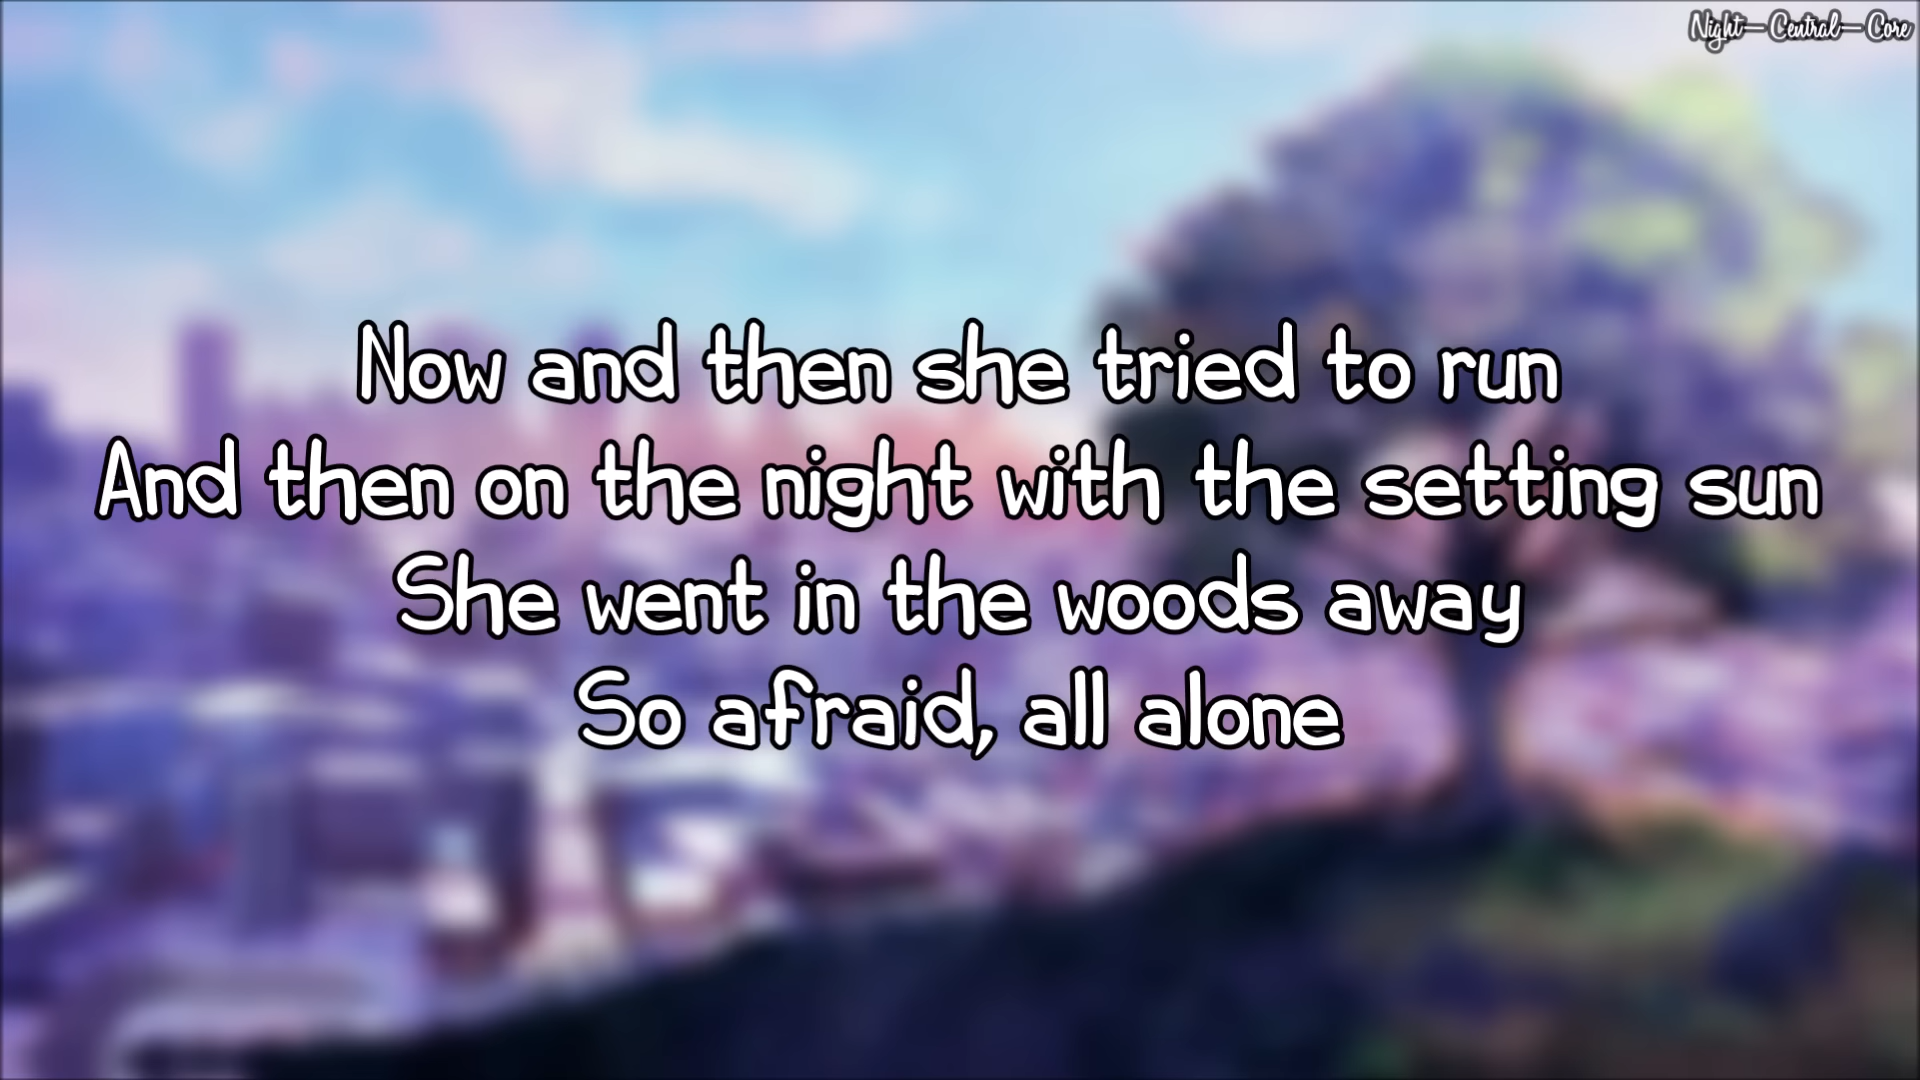 Night-Central-Core
Now and then she tried to run
And then on the night with the setting sun
She went in the woods away
So afraid, all alone